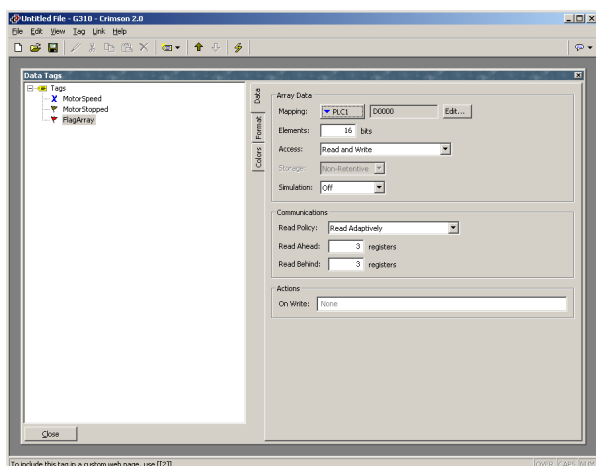 Untitled File - G310 - Crimson 2.0
File Edit View Tag Link Help
Data Tags
Tags
MotorSpeed
MotorStopped
FlagArray
Data
Format
Colors
Array Data
Mapping: PLC1 D0000 Edit...
Elements: 16 bits
Access: Read and Write
Storage: Non-Retentive
Simulation: Off
Communications
Read Policy: Read Adaptively
Read Ahead: 3 registers
Read Behind: 3 registers
Actions
On Write: None
Close
To include this tag in a custom web page, use [[2]]
OVER CAPS NUM